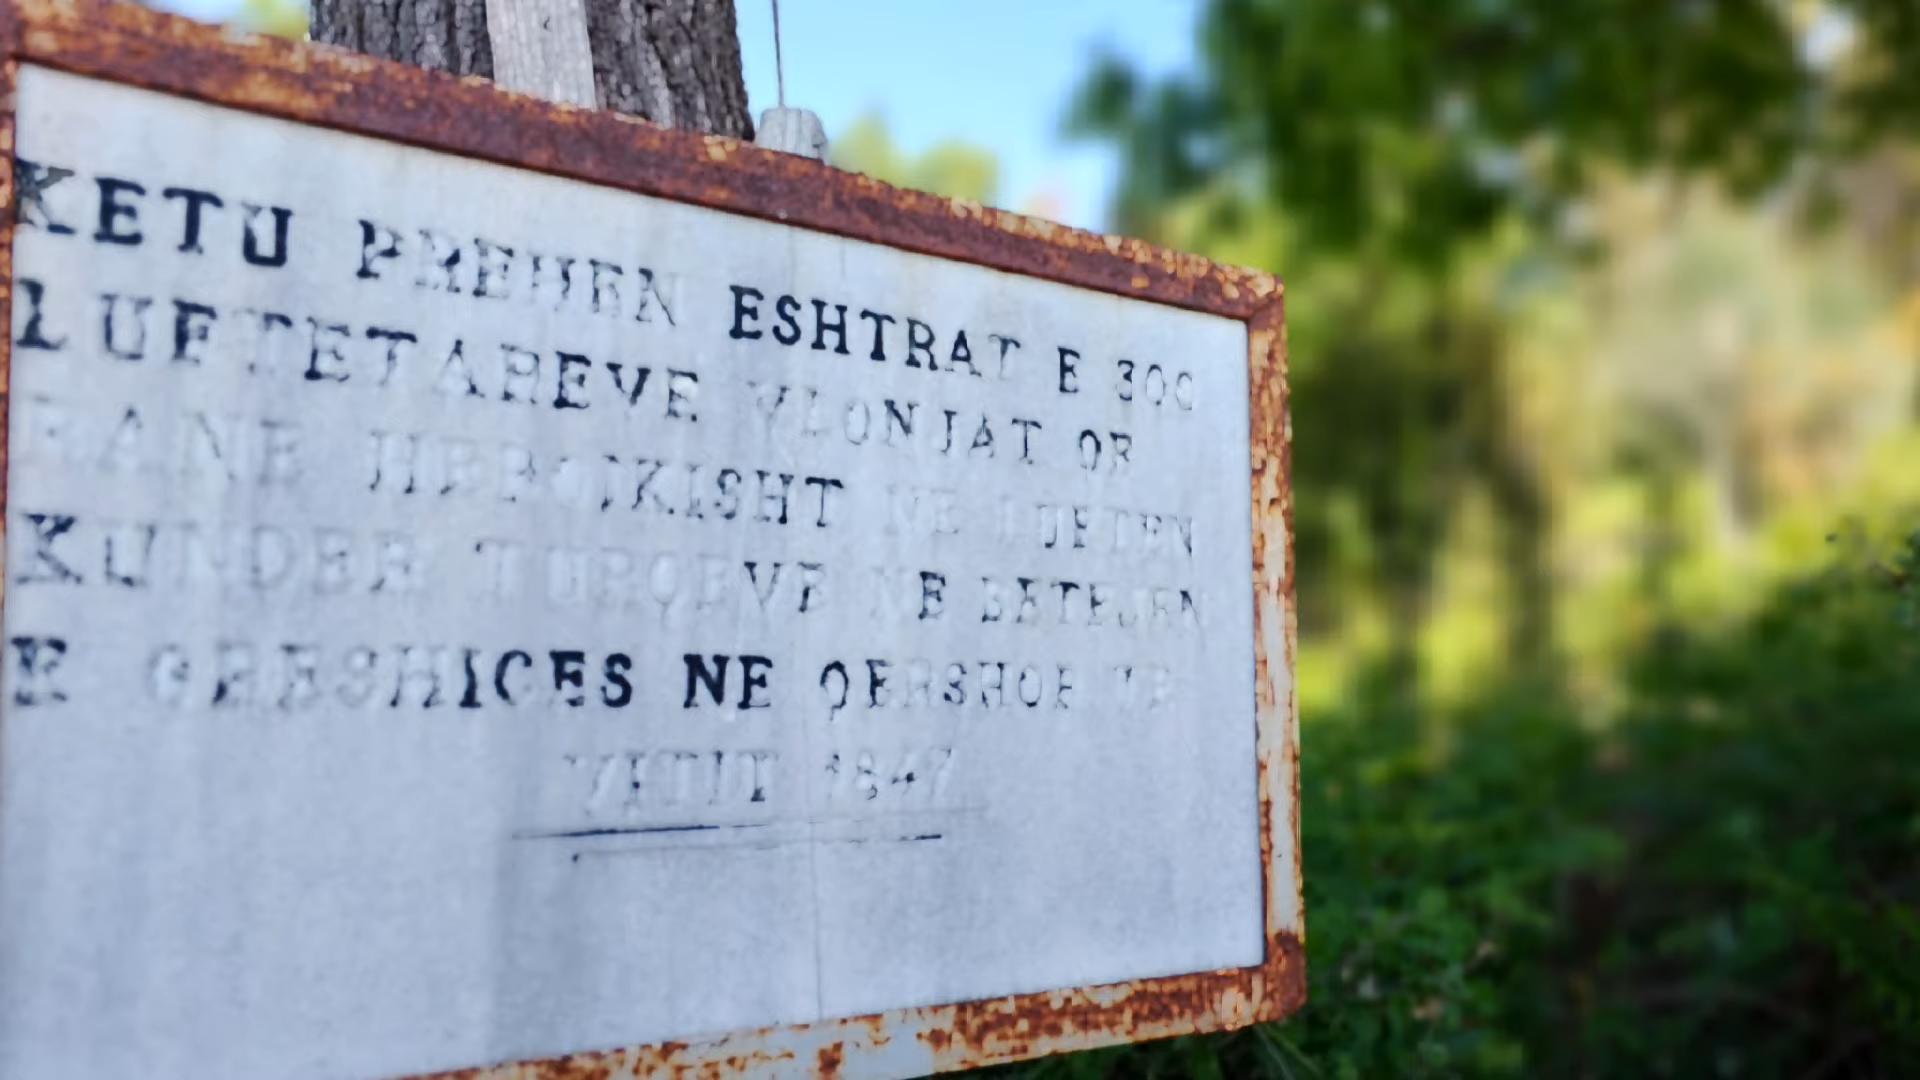 KETU PREHEN ESHTRAT E 300
LUFTETAREVE VLONJAT QE
RANE HEROIKISHT NE LUFTEN
KUNDER TURQEVE NE BETEJEN
E GRESHICES NE QERSHOR TE
VITIT 1847